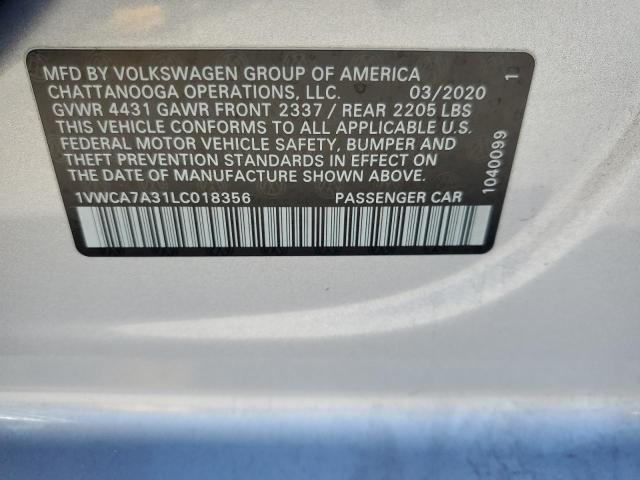 MFD BY VOLKSWAGEN GROUP OF AMERICA
CHATTANOOGA OPERATIONS, LLC. 03/2020
GVWR 4431 GAWR FRONT 2337 / REAR 2205 LBS
THIS VEHICLE CONFORMS TO ALL APPLICABLE U.S.
FEDERAL MOTOR VEHICLE SAFETY, BUMPER AND
THEFT PREVENTION STANDARDS IN EFFECT ON
THE DATE OF MANUFACTURE SHOWN ABOVE.
1VWCA7A31LC018356 PASSENGER CAR
1040099
1